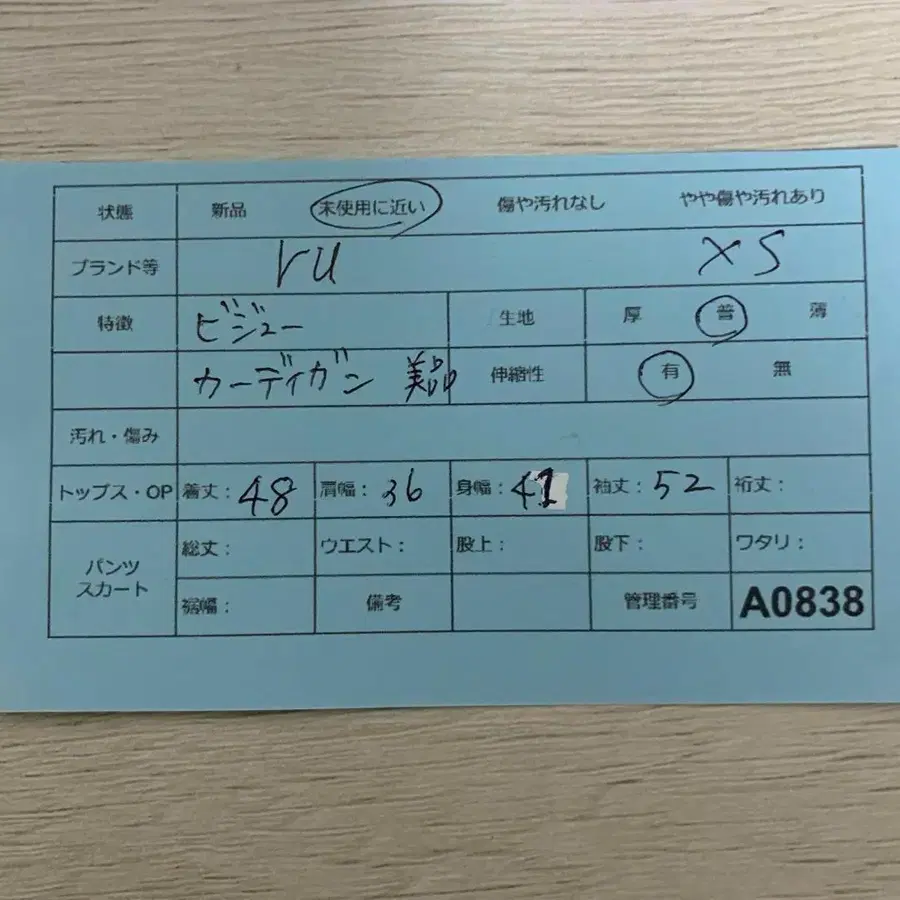 状態 新品 未使用に近い 傷や汚れなし やや傷や汚れあり
ブランド等 ru XS
特徴 ビジュー 生地 厚 普 薄
カーディガン 美品 伸縮性 有 無
汚れ・傷み
トップス・OP 着丈: 48 肩幅: 36 身幅: 41 袖丈: 52 裄丈:
パンツ スカート 総丈: ウエスト: 股上: 股下: ワタリ:
裾幅: 備考 管理番号 A0838